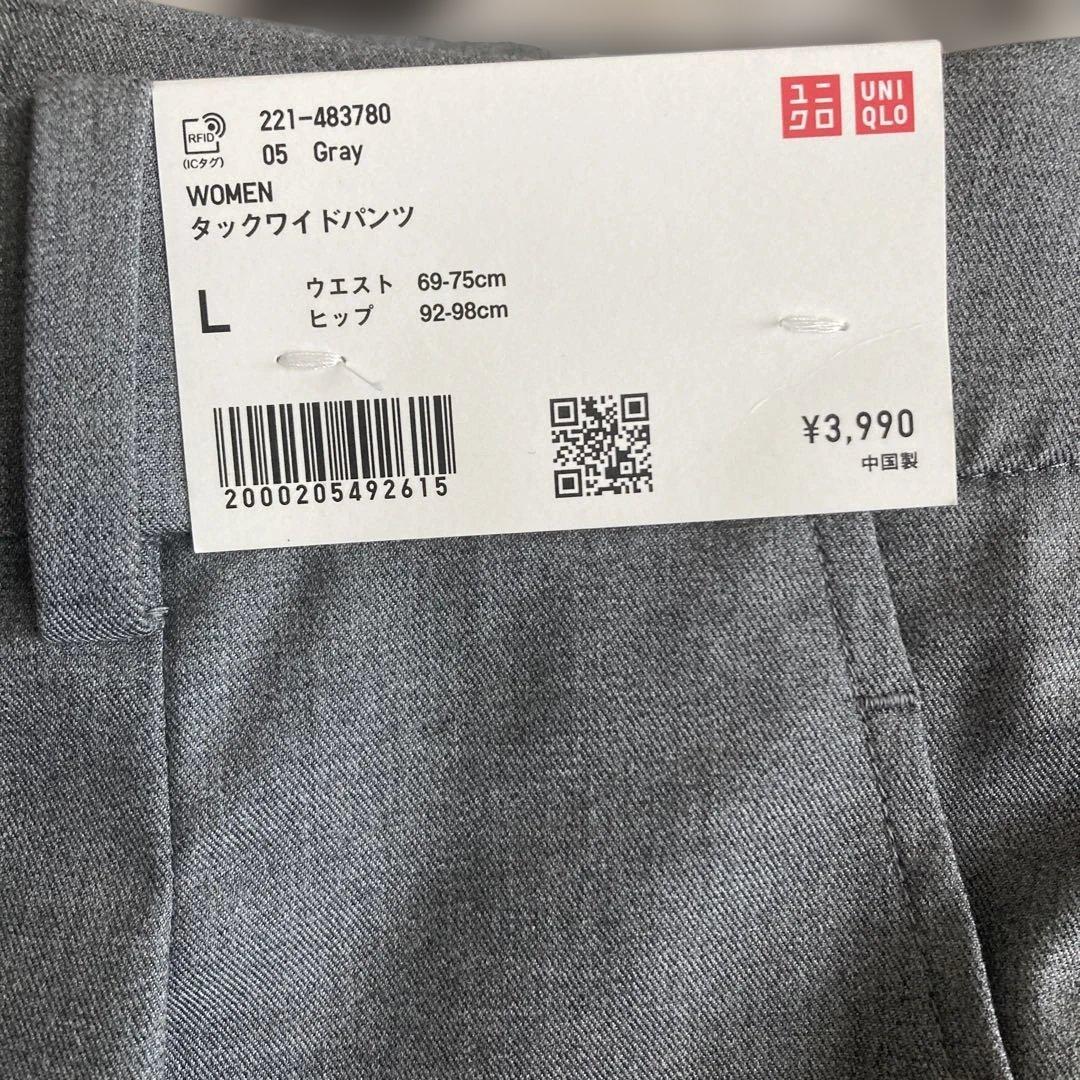 RFID
(ICタグ)
221-483780
05 Gray
ユニ
クロ
UNI
QLO
WOMEN
タックワイドパンツ
L
ウエスト 69-75cm
ヒップ 92-98cm
2000205492615
¥3,990
中国製